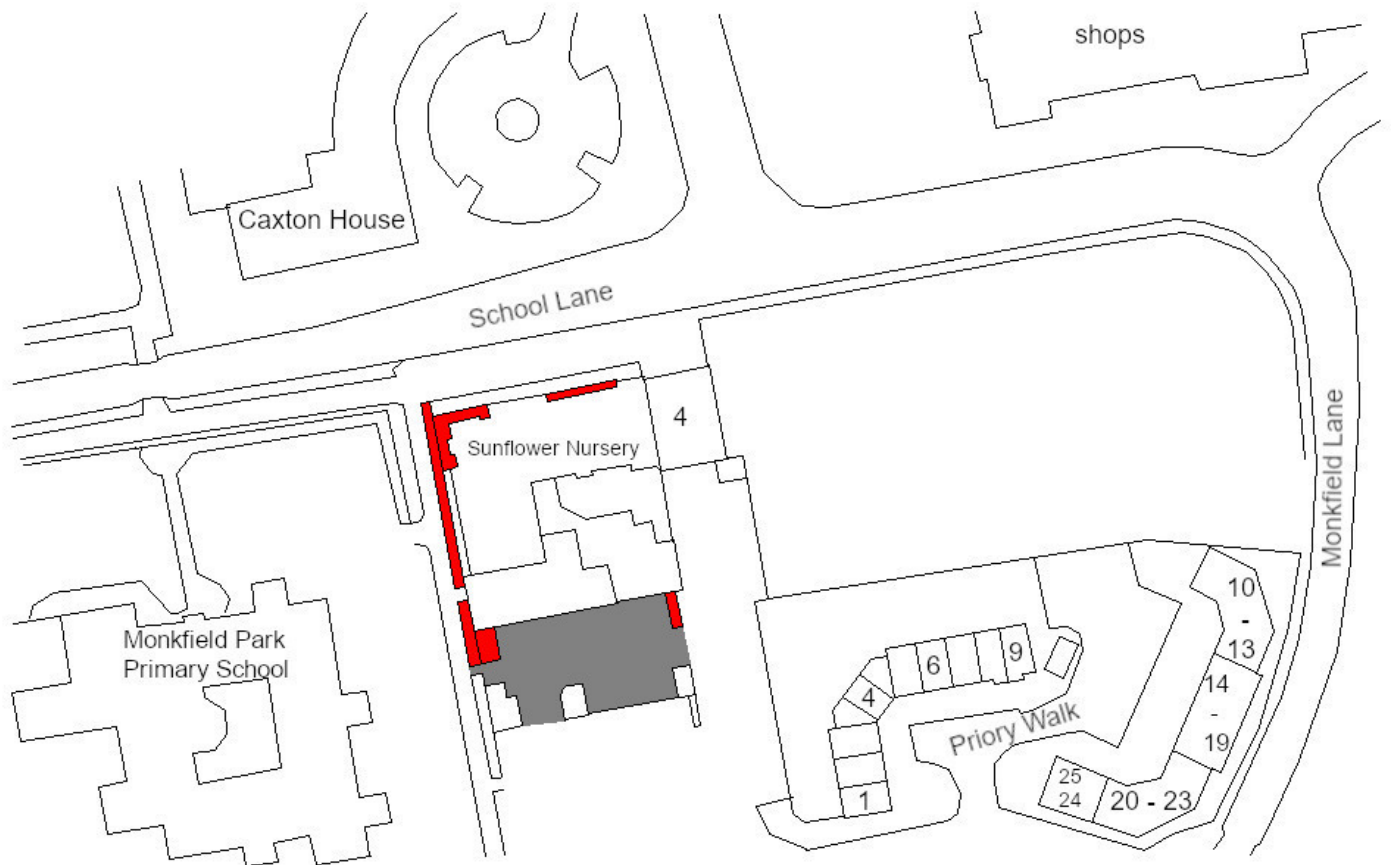 shops
Caxton House
School Lane
4
Sunflower Nursery
Monkfield Lane
10
-
13
Monkfield Park
Primary School
6
9
4
14
-
19
Priory Walk
25
24
20 - 23
1